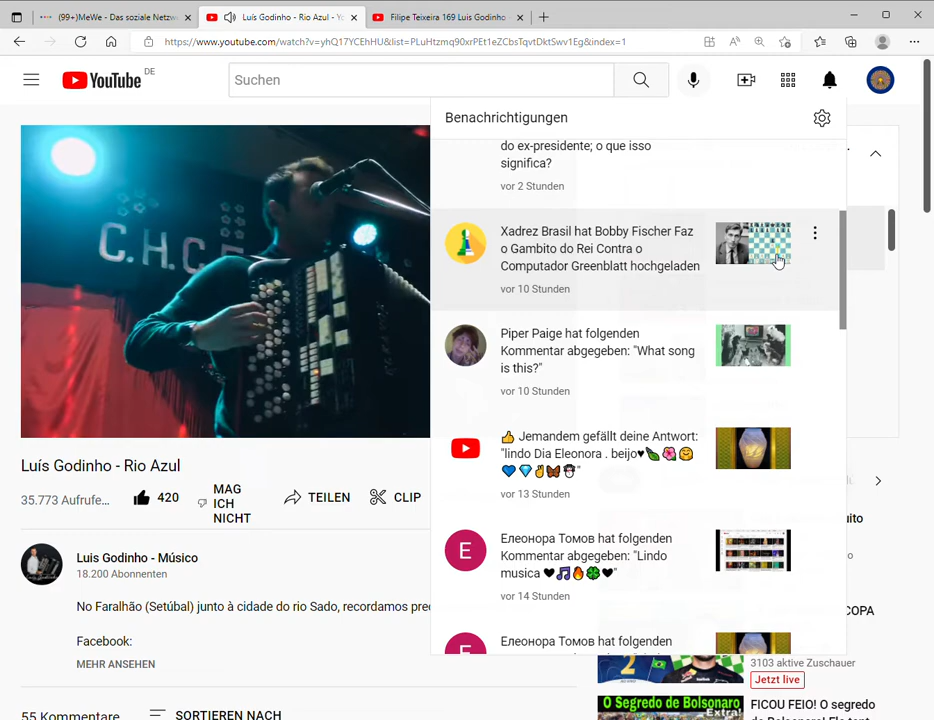 (99+)MeWe - Das soziale Netzw
Luís Godinho - Rio Azul - Yo
Filipe Teixeira 169 Luis Godinho
https://www.youtube.com/watch?v=yhQ17YCEhHU&list=PLuHtzmq90xrPEt1eZCbsTqvtDktSwv1Eg&index=1
YouTube DE
Suchen
C.H.C.
Benachrichtigungen
do ex-presidente; o que isso
significa?
vor 2 Stunden
Xadrez Brasil hat Bobby Fischer Faz
o Gambito do Rei Contra o
Computador Greenblatt hochgeladen
vor 10 Stunden
Piper Paige hat folgenden
Kommentar abgegeben: "What song
is this?"
vor 10 Stunden
👍 Jemandem gefällt deine Antwort:
"lindo Dia Eleonora . beijo♥🍃🌺🤗
💙💎✌🦋👩‍🚀"
vor 13 Stunden
E
Елеонора Томов hat folgenden
Kommentar abgegeben: "Lindo
musica ♥🎵🔥🍀♥"
vor 14 Stunden
Елеонора Томов hat folgenden
Luís Godinho - Rio Azul
35.773 Aufrufe…
420
MAG
ICH
NICHT
TEILEN
CLIP
Luis Godinho - Músico
18.200 Abonnenten
No Faralhão (Setúbal) junto à cidade do rio Sado, recordamos pre
Facebook:
MEHR ANSEHEN
55 Kommentare
SORTIEREN NACH
uito
COPA
3103 aktive Zuschauer
Jetzt live
2
O Segredo de Bolsonaro
Extra!
FICOU FEIO! O segredo